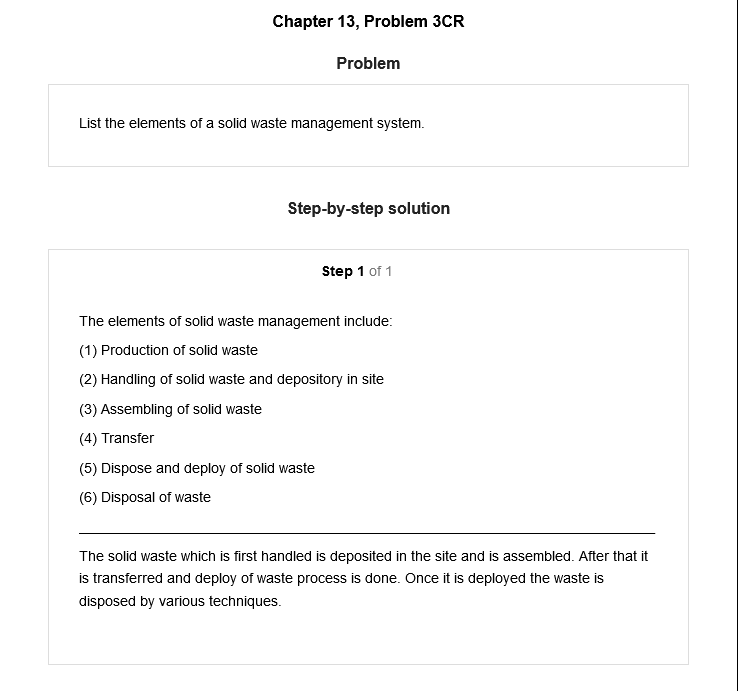 Chapter 13, Problem 3CR
Problem
List the elements of a solid waste management system.
Step-by-step solution
Step 1 of 1
The elements of solid waste management include:
(1) Production of solid waste
(2) Handling of solid waste and depository in site
(3) Assembling of solid waste
(4) Transfer
(5) Dispose and deploy of solid waste
(6) Disposal of waste
The solid waste which is first handled is deposited in the site and is assembled. After that it
is transferred and deploy of waste process is done. Once it is deployed the waste is
disposed by various techniques.